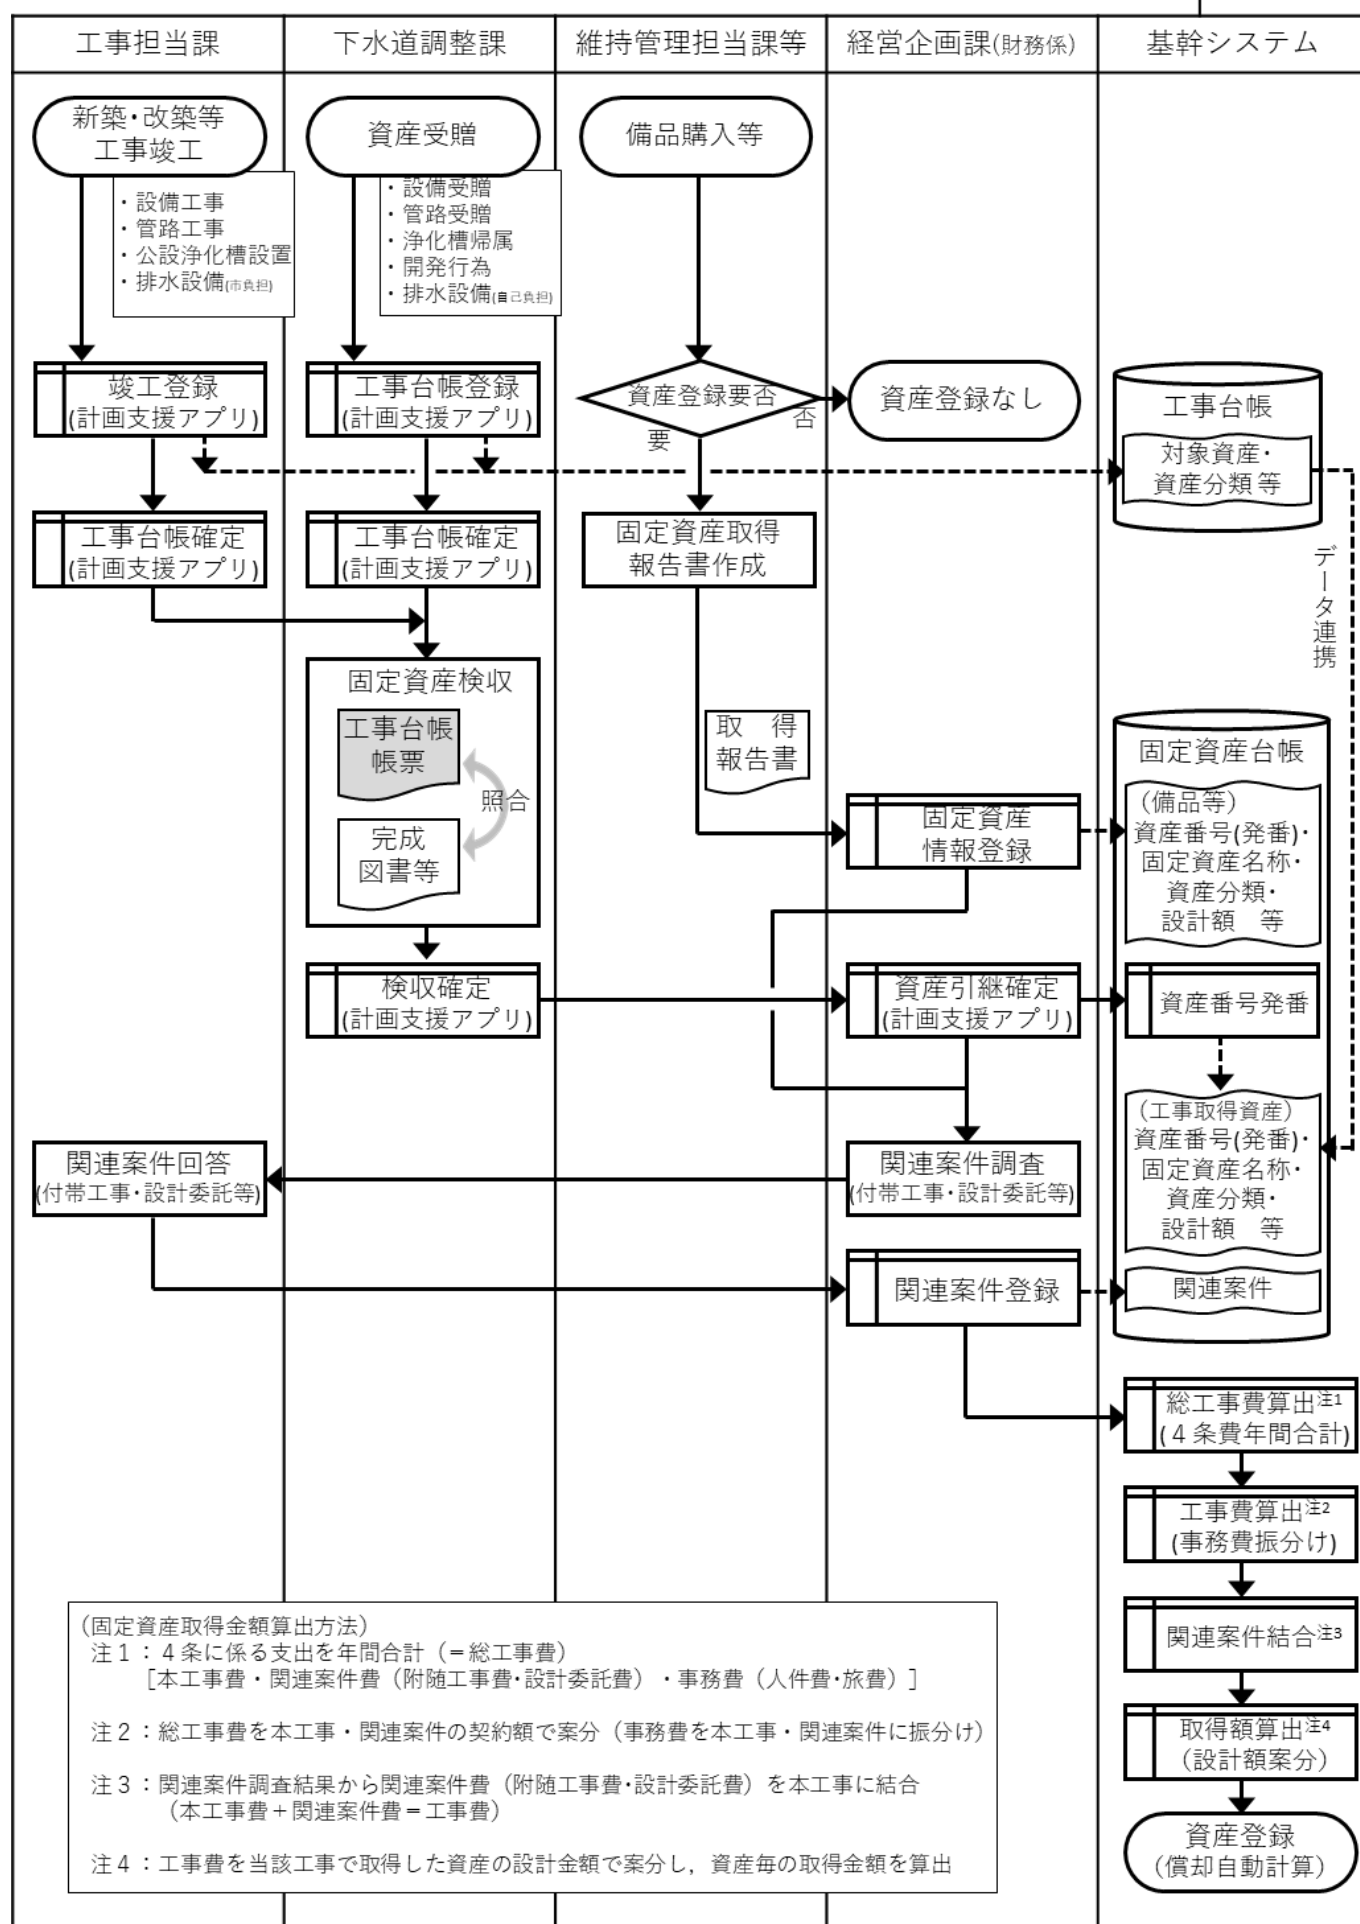 工事担当課
下水道調整課
維持管理担当課等
経営企画課(財務係)
基幹システム
新築・改築等
工事竣工
資産受贈
備品購入等
・設備工事
・管路工事
・公設浄化槽設置
・排水設備(市負担)
・設備受贈
・管路受贈
・浄化槽帰属
・開発行為
・排水設備(自己負担)
竣工登録
(計画支援アプリ)
工事台帳登録
(計画支援アプリ)
資産登録要否
否
要
資産登録なし
工事台帳
対象資産・
資産分類等
工事台帳確定
(計画支援アプリ)
工事台帳確定
(計画支援アプリ)
固定資産取得
報告書作成
データ連携
固定資産検収
工事台帳
帳票
照合
完成
図書等
取　得
報告書
固定資産
情報登録
固定資産台帳
(備品等)
資産番号(発番)・
固定資産名称・
資産分類・
設計額　等
検収確定
(計画支援アプリ)
資産引継確定
(計画支援アプリ)
資産番号発番
(工事取得資産)
資産番号(発番)・
固定資産名称・
資産分類・
設計額　等
関連案件回答
(付帯工事・設計委託等)
関連案件調査
(付帯工事・設計委託等)
関連案件登録
関連案件
総工事費算出注1
(４条費年間合計)
工事費算出注2
(事務費振分け)
関連案件結合注3
取得額算出注4
(設計額案分)
資産登録
(償却自動計算)
(固定資産取得金額算出方法)
注１：４条に係る支出を年間合計（＝総工事費）
［本工事費・関連案件費（附随工事費・設計委託費）・事務費（人件費・旅費）］
注２：総工事費を本工事・関連案件の契約額で案分（事務費を本工事・関連案件に振分け）
注３：関連案件調査結果から関連案件費（附随工事費・設計委託費）を本工事に結合
（本工事費＋関連案件費＝工事費）
注４：工事費を当該工事で取得した資産の設計金額で案分し，資産毎の取得金額を算出